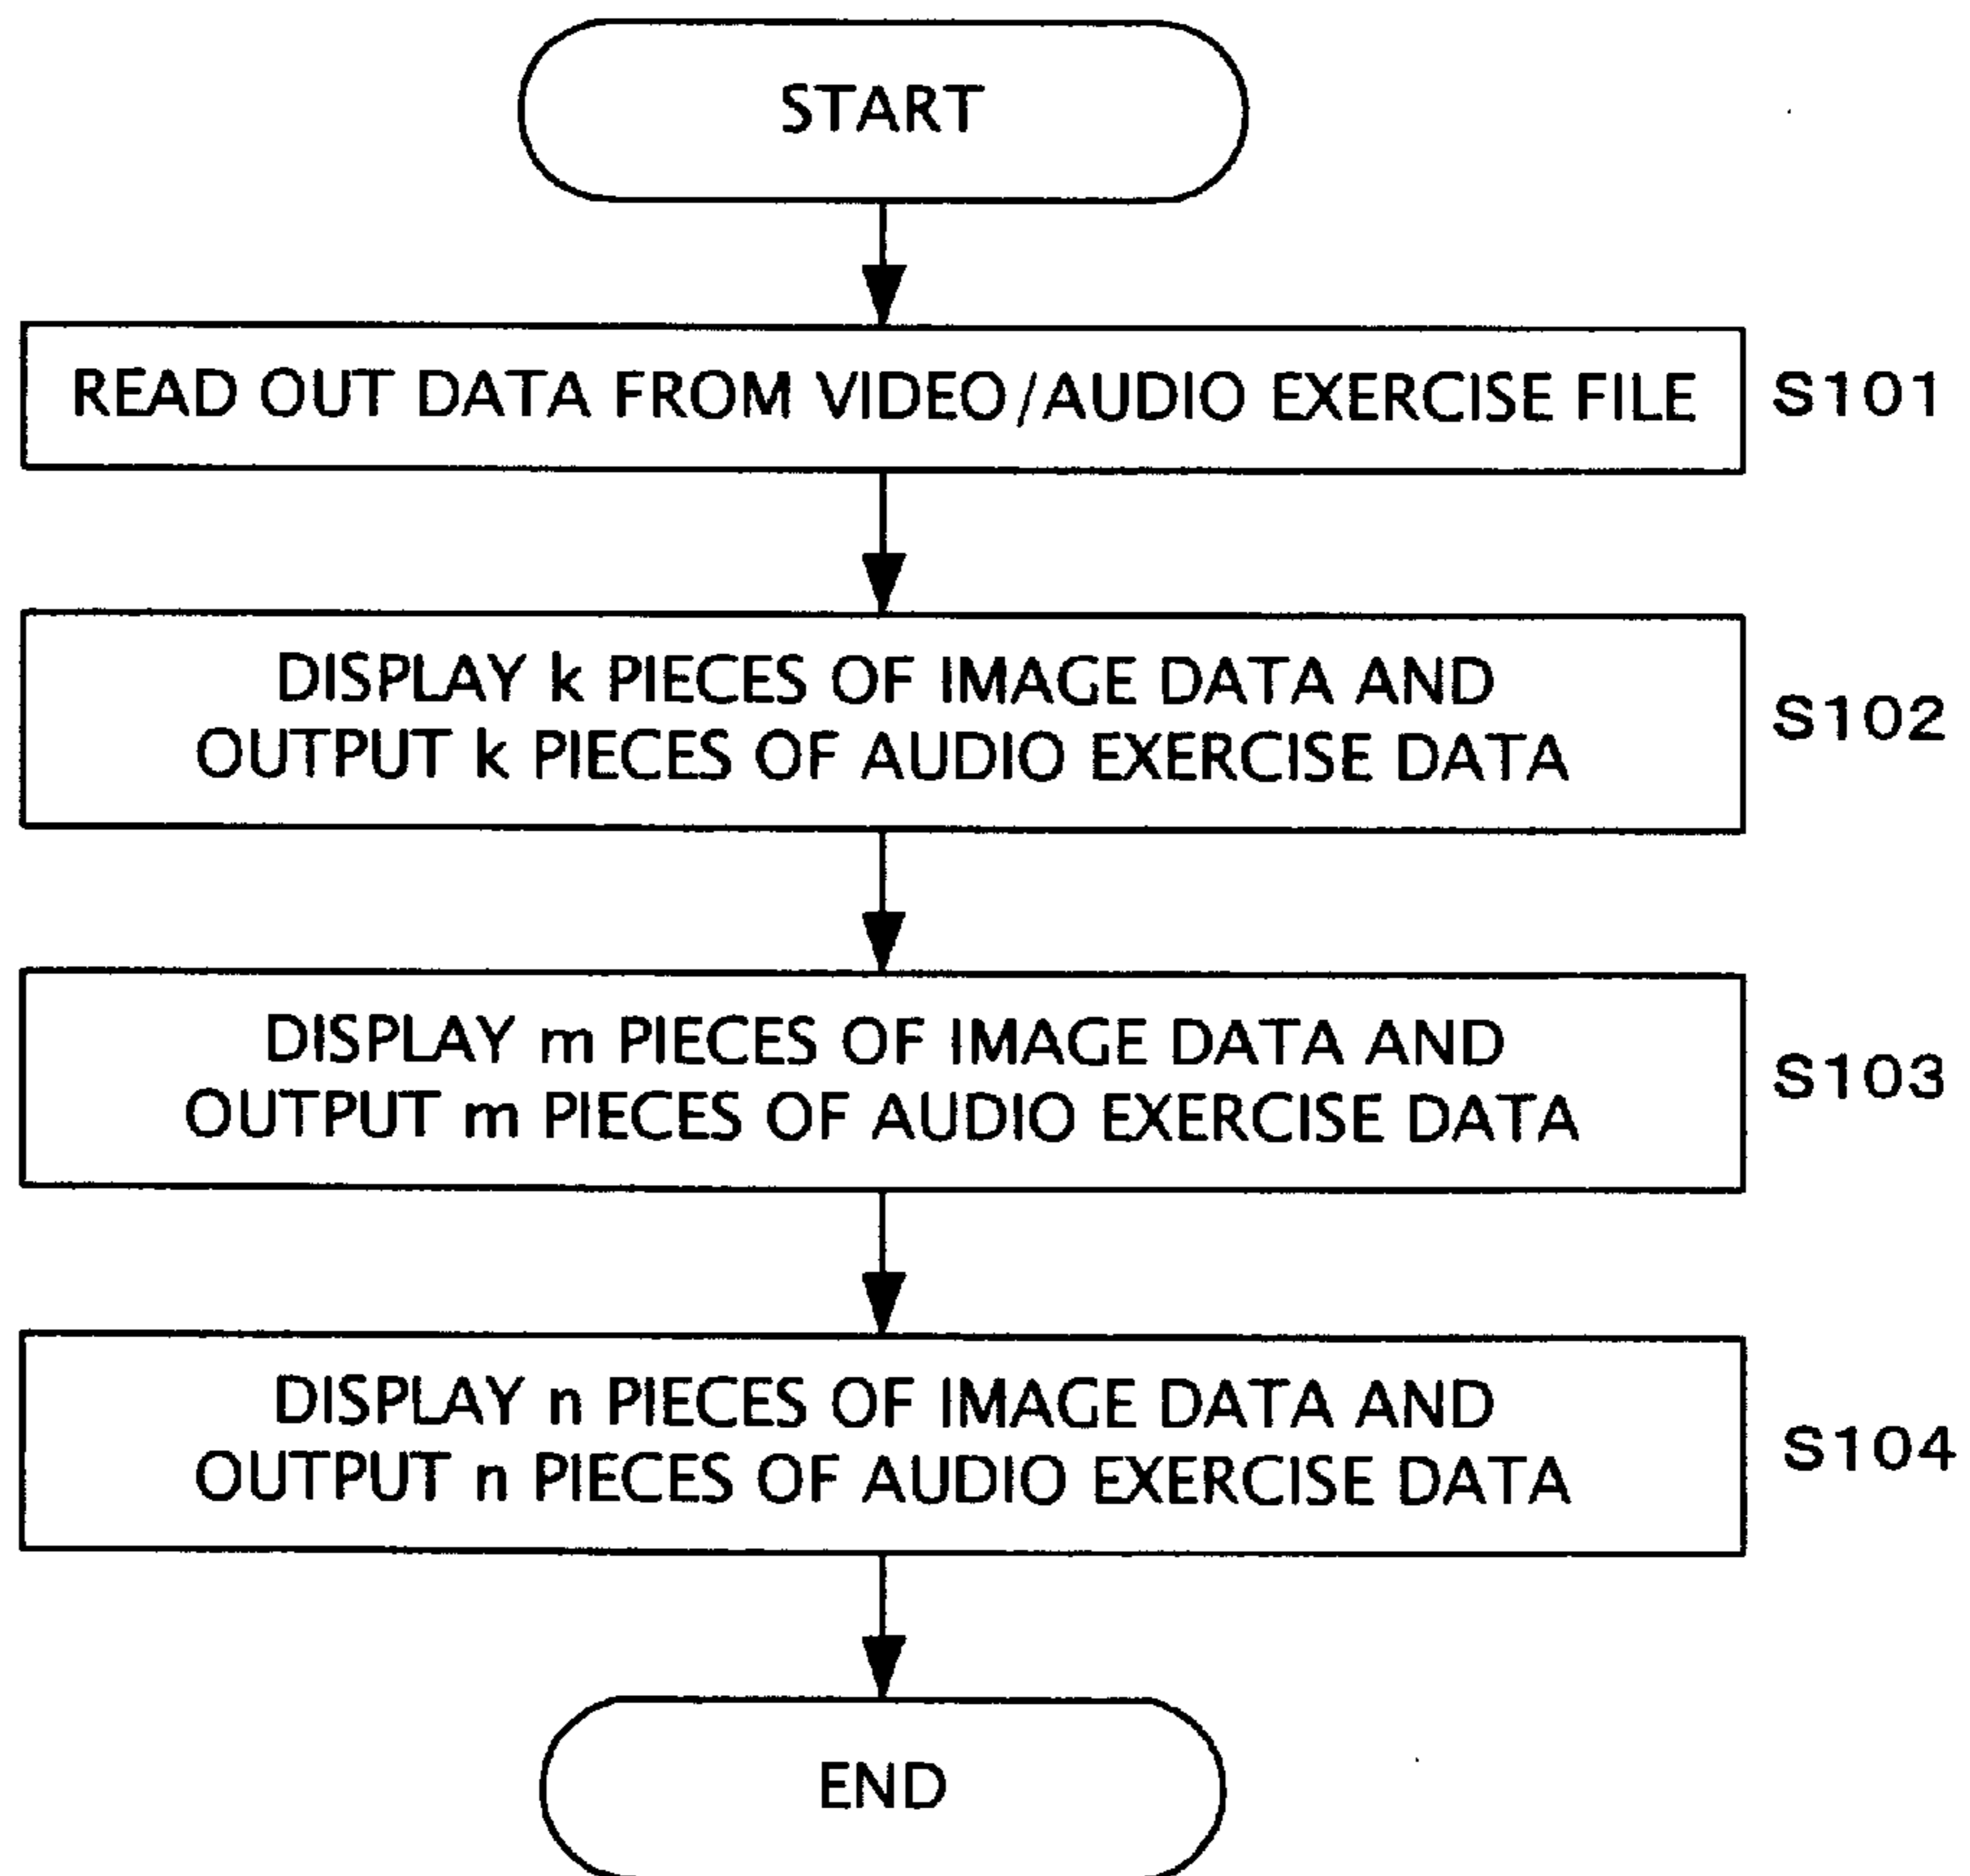 START
READ OUT DATA FROM VIDEO/AUDIO EXERCISE FILE S101
DISPLAY k PIECES OF IMAGE DATA AND
OUTPUT k PIECES OF AUDIO EXERCISE DATA
S102
DISPLAY m PIECES OF IMAGE DATA AND
OUTPUT m PIECES OF AUDIO EXERCISE DATA
S103
DISPLAY n PIECES OF IMAGE DATA AND
OUTPUT n PIECES OF AUDIO EXERCISE DATA
S104
END